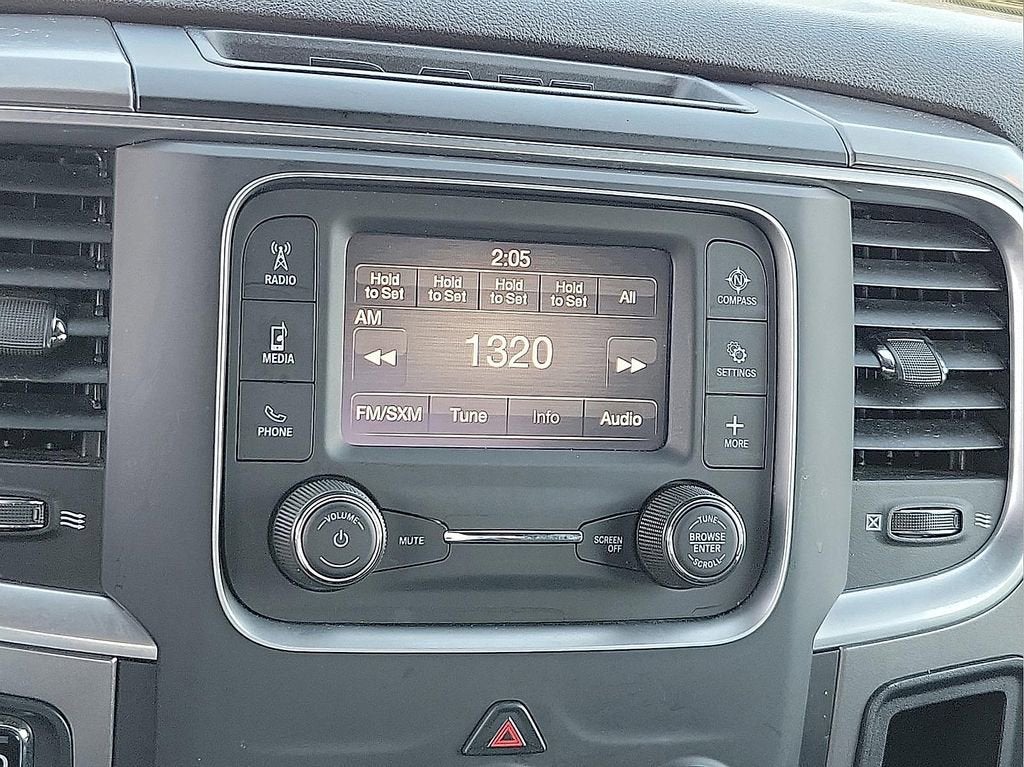 2:05
Hold to Set Hold to Set Hold to Set Hold to Set All
AM
1320
FM/SXM Tune Info Audio
RADIO
MEDIA
PHONE
COMPASS
SETTINGS
MORE
VOLUME
MUTE
SCREEN
OFF
TUNE
BROWSE
ENTER
SCROLL
N